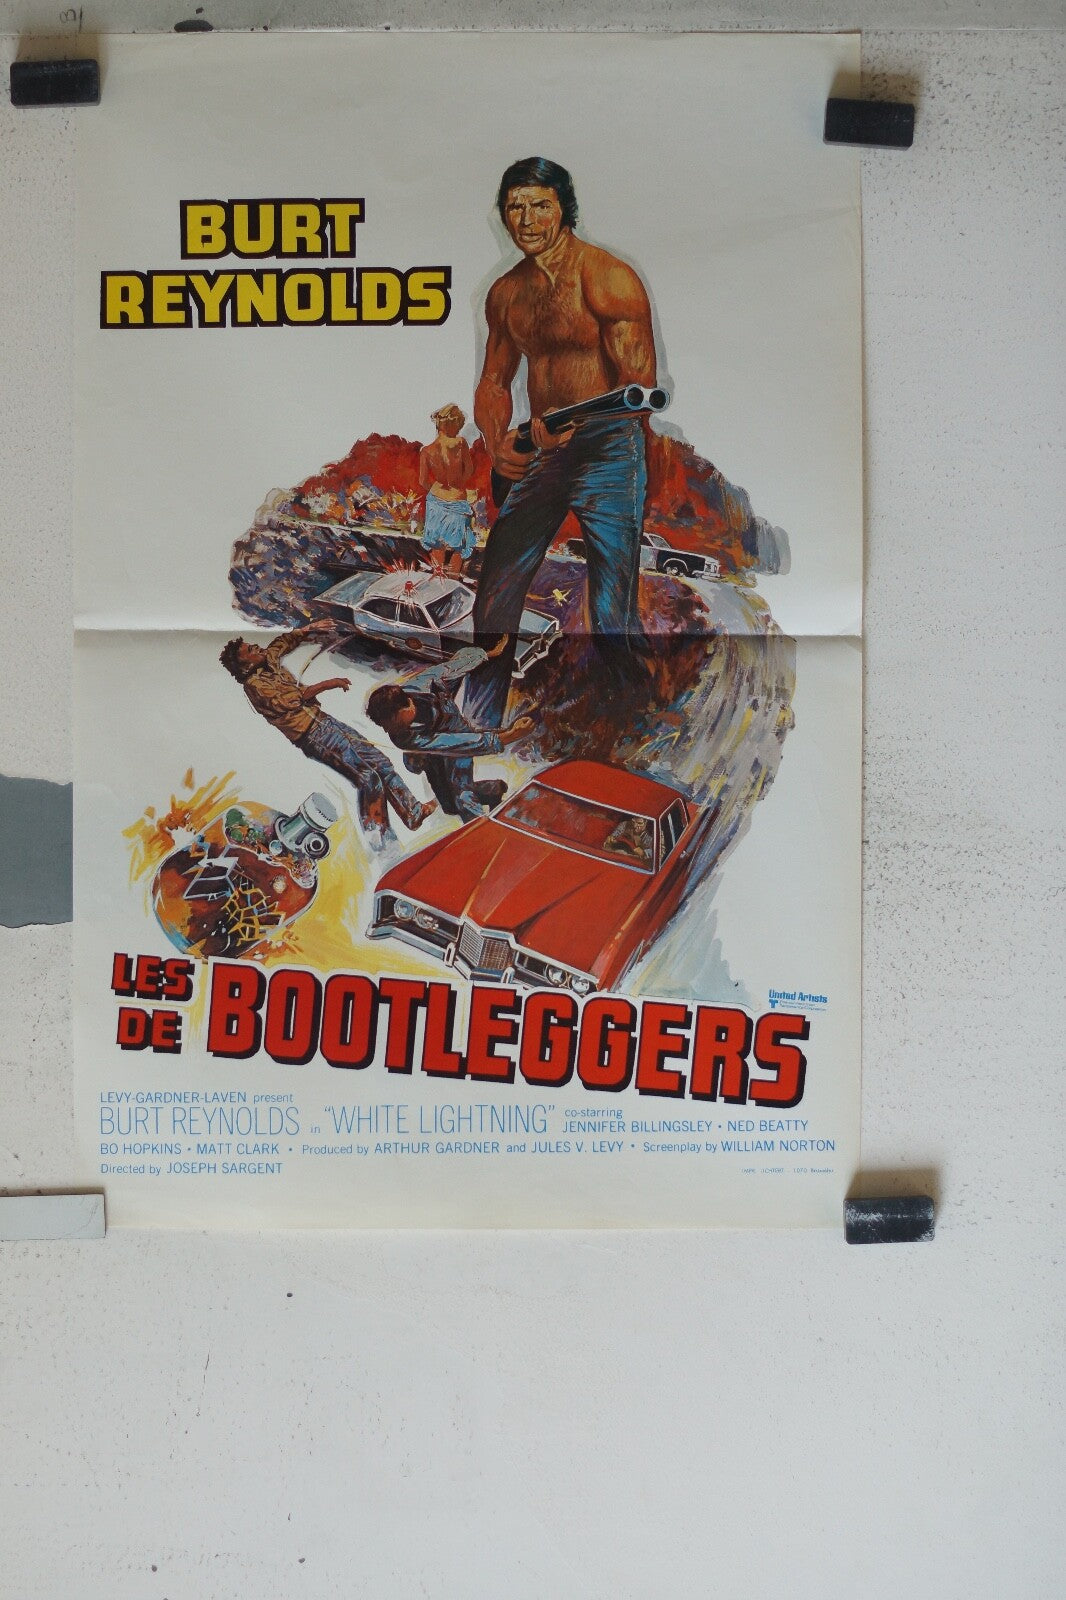 BURT
REYNOLDS
LES
DE BOOTLEGGERS
United Artists
LEVY-GARDNER-LAVEN present
BURT REYNOLDS in "WHITE LIGHTNING" co-starring JENNIFER BILLINGSLEY • NED BEATTY
BO HOPKINS • MATT CLARK • Produced by ARTHUR GARDNER and JULES V. LEVY • Screenplay by WILLIAM NORTON
Directed by JOSEPH SARGENT